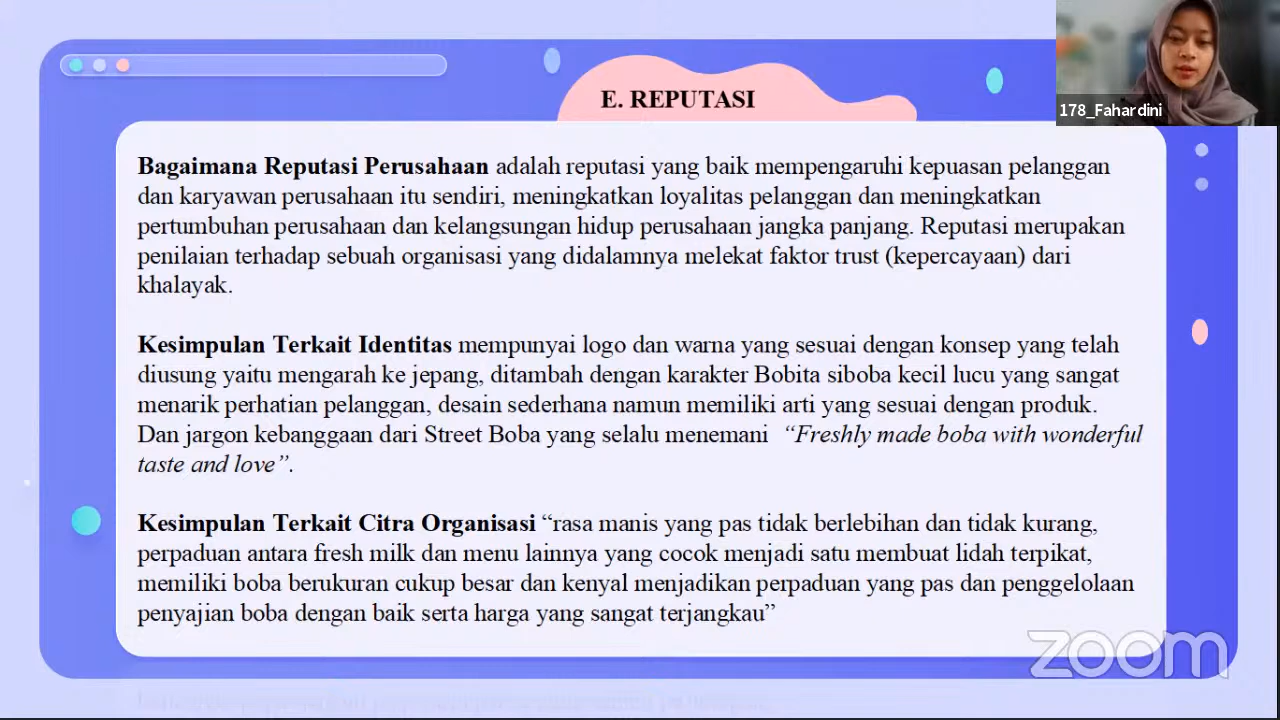 E. REPUTASI
178_Fahardini
Bagaimana Reputasi Perusahaan adalah reputasi yang baik mempengaruhi kepuasan pelanggan
dan karyawan perusahaan itu sendiri, meningkatkan loyalitas pelanggan dan meningkatkan
pertumbuhan perusahaan dan kelangsungan hidup perusahaan jangka panjang. Reputasi merupakan
penilaian terhadap sebuah organisasi yang didalamnya melekat faktor trust (kepercayaan) dari
khalayak.
Kesimpulan Terkait Identitas mempunyai logo dan warna yang sesuai dengan konsep yang telah
diusung yaitu mengarah ke jepang, ditambah dengan karakter Bobita siboba kecil lucu yang sangat
menarik perhatian pelanggan, desain sederhana namun memiliki arti yang sesuai dengan produk.
Dan jargon kebanggaan dari Street Boba yang selalu menemani “Freshly made boba with wonderful
taste and love”.
Kesimpulan Terkait Citra Organisasi “rasa manis yang pas tidak berlebihan dan tidak kurang,
perpaduan antara fresh milk dan menu lainnya yang cocok menjadi satu membuat lidah terpikat,
memiliki boba berukuran cukup besar dan kenyal menjadikan perpaduan yang pas dan penggelolaan
penyajian boba dengan baik serta harga yang sangat terjangkau”
zoom